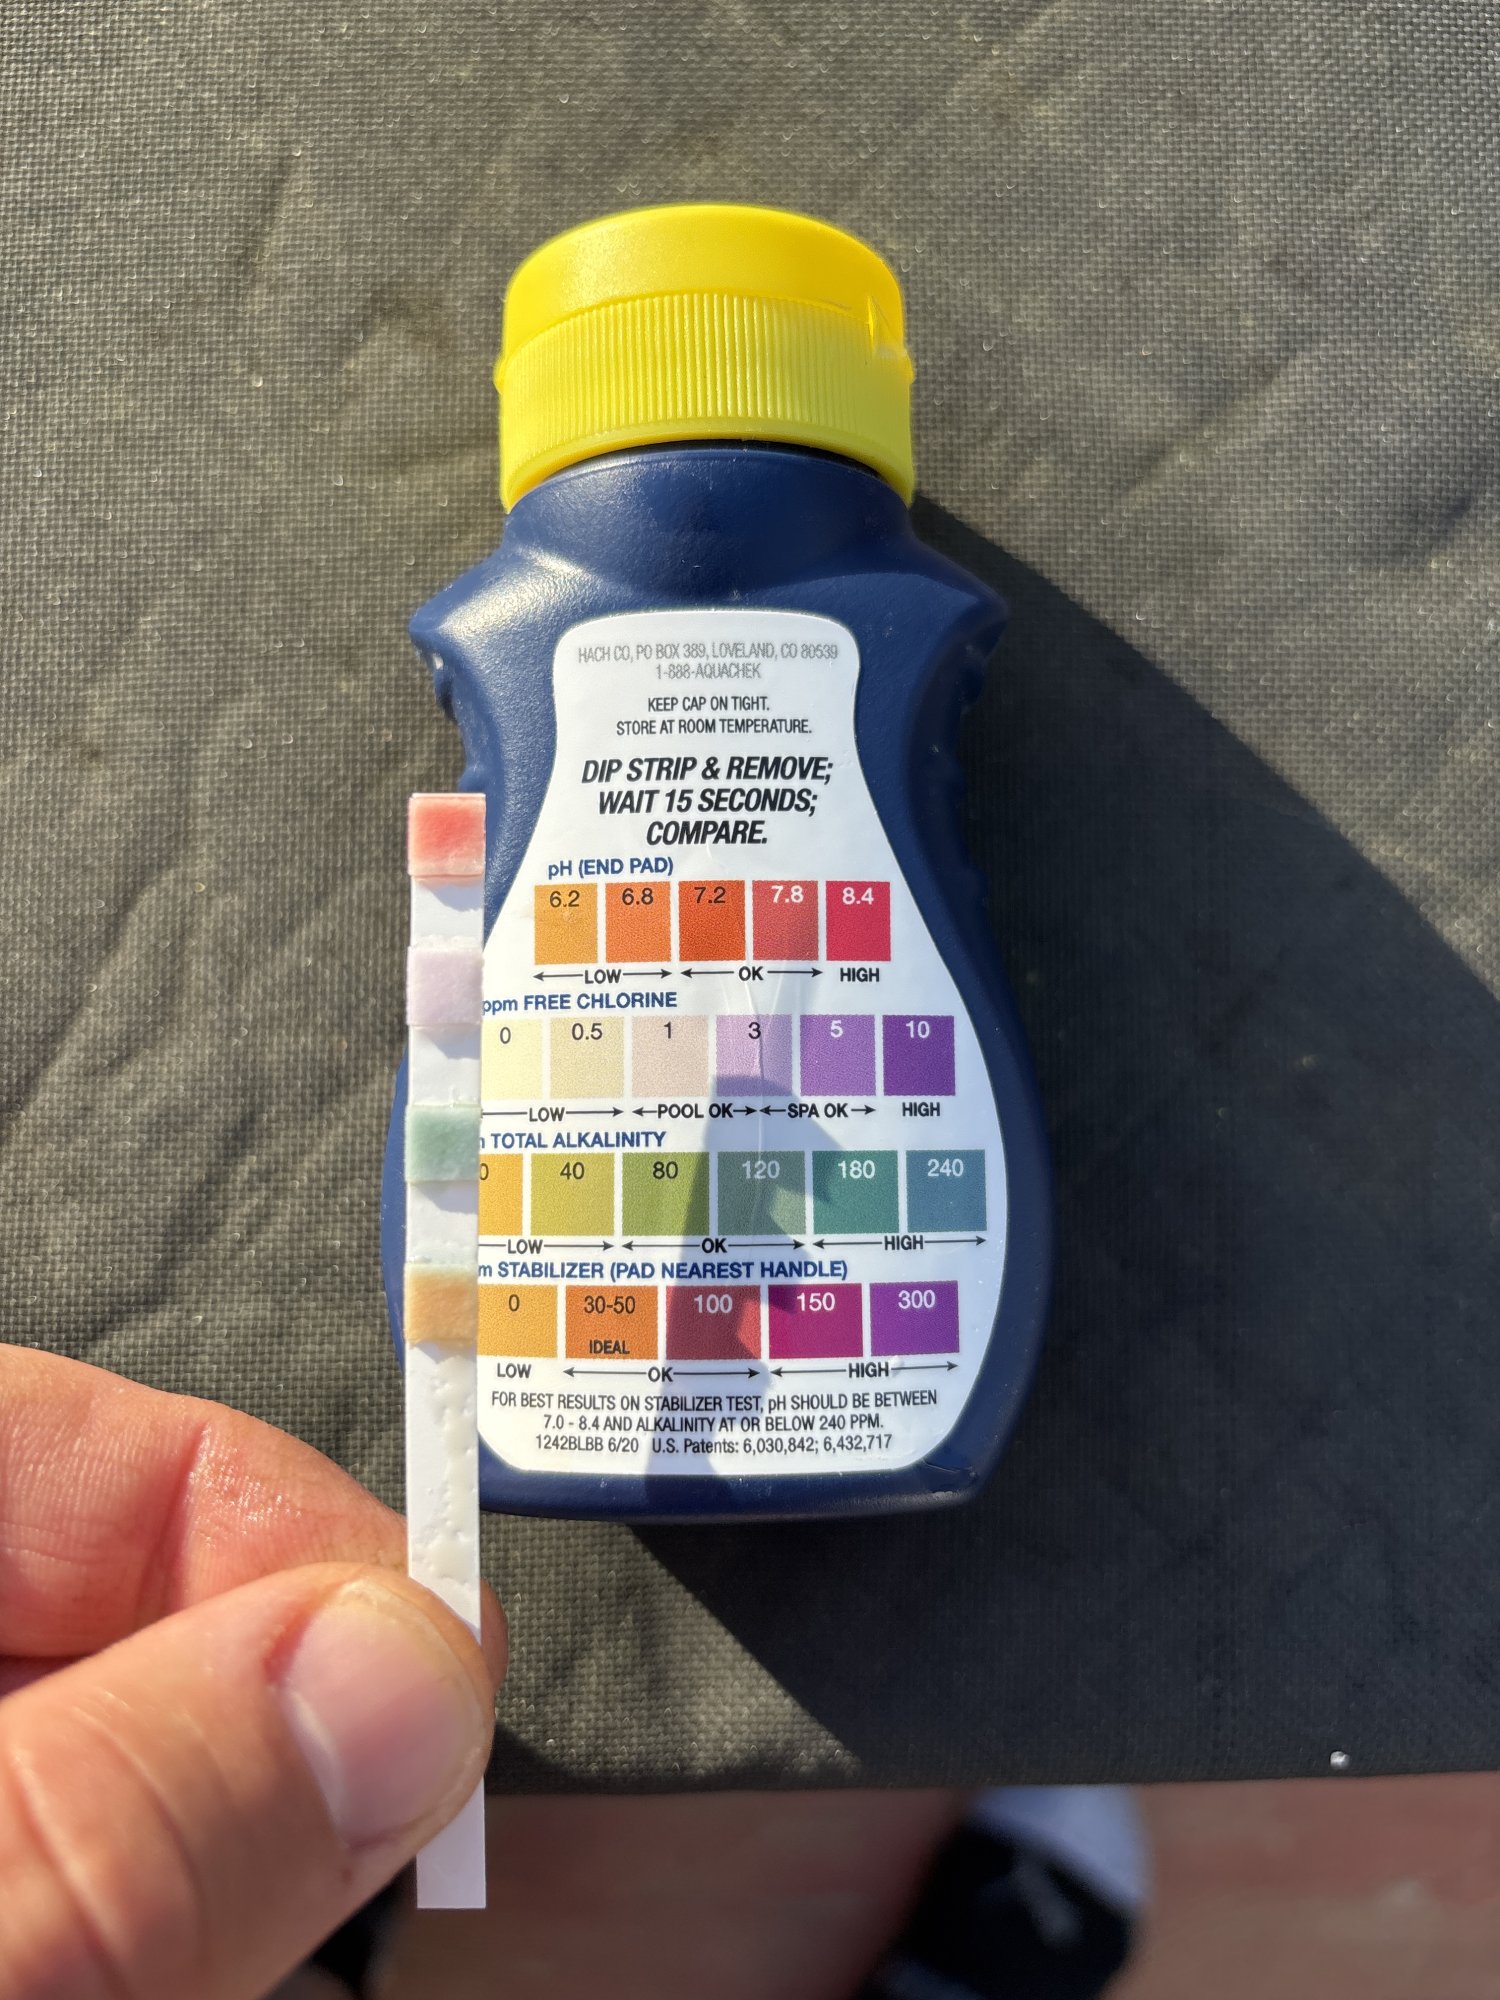 HACH CO, PO BOX 389, LOVELAND, CO 80539
1-888-AQUACHEK
KEEP CAP ON TIGHT.
STORE AT ROOM TEMPERATURE.
DIP STRIP & REMOVE;
WAIT 15 SECONDS;
COMPARE.
pH (END PAD)
6.2 6.8 7.2 7.8 8.4
LOW OK HIGH
ppm FREE CHLORINE
0 0.5 1 3 5 10
LOW POOL OK SPA OK HIGH
TOTAL ALKALINITY
0 40 80 120 180 240
LOW OK HIGH
m STABILIZER (PAD NEAREST HANDLE)
0 30-50 100 150 300
IDEAL
LOW OK HIGH
FOR BEST RESULTS ON STABILIZER TEST, pH SHOULD BE BETWEEN
7.0 - 8.4 AND ALKALINITY AT OR BELOW 240 PPM.
1242BLBB 6/20 U.S. Patents: 6,030,842; 6,432,717